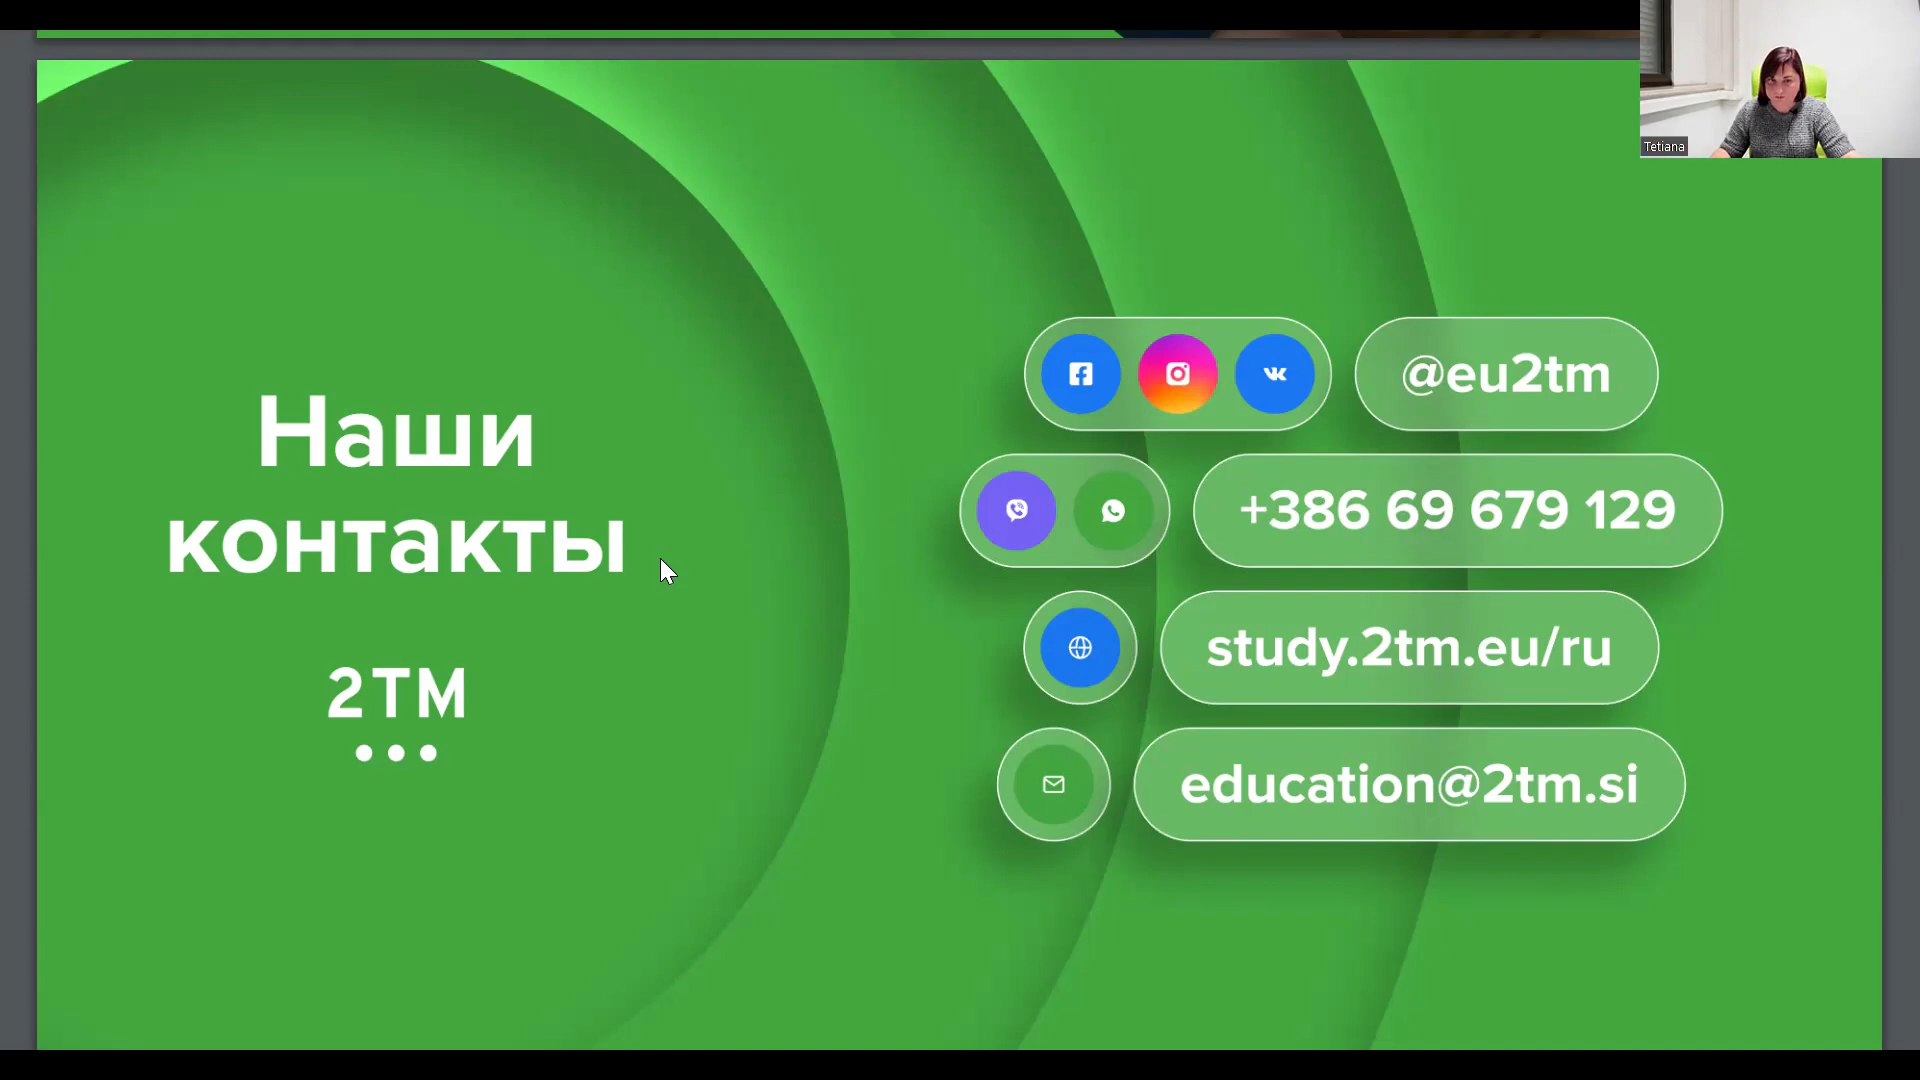 Tetiana
Наши
контакты
2TM
@eu2tm
+386 69 679 129
study.2tm.eu/ru
education@2tm.si